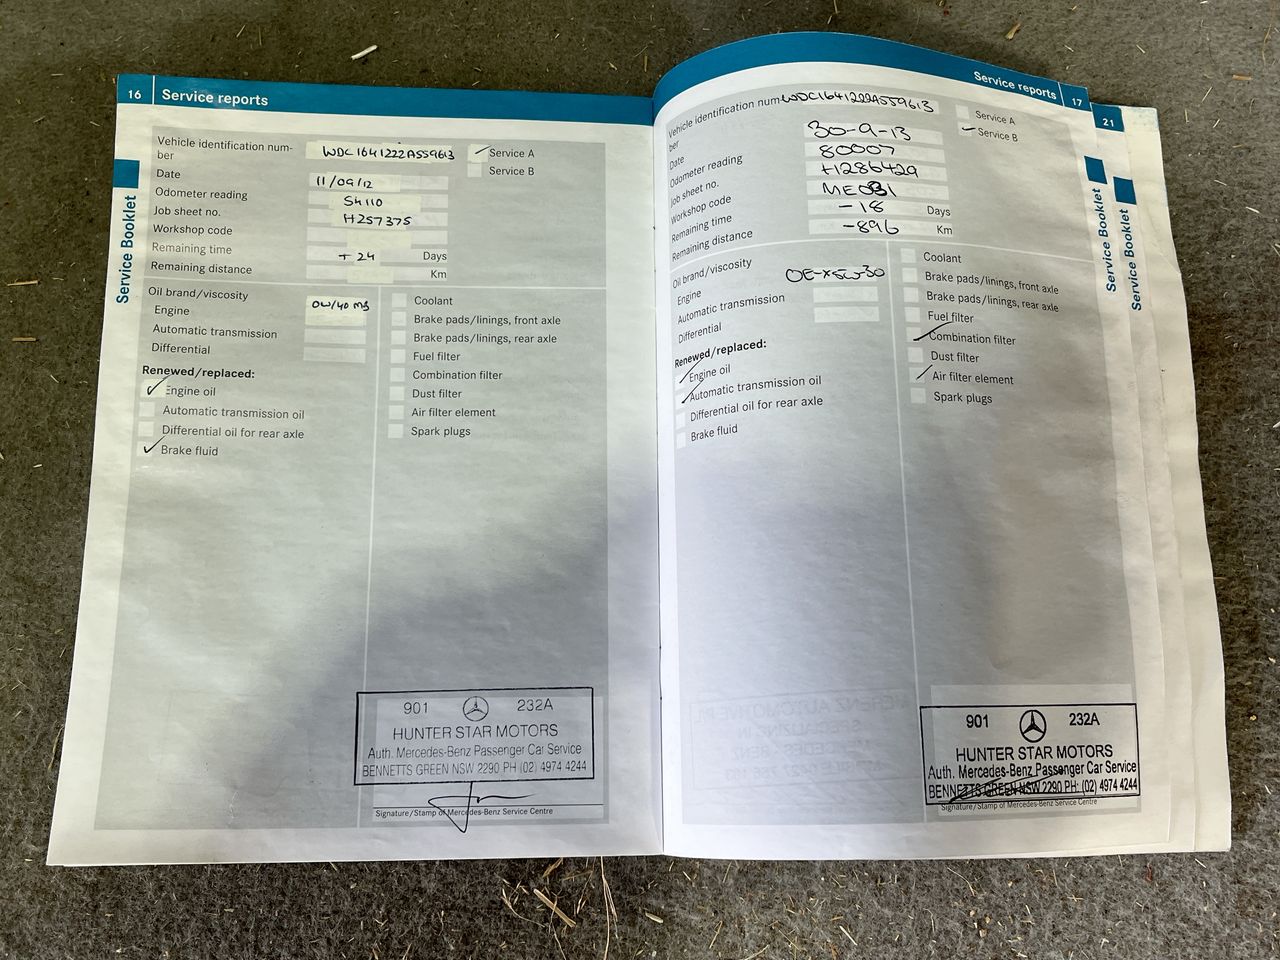 16 Service reports
Vehicle identification num-
ber
WDC1641222A559613
Service A
Service B
Date 11/09/12
Odometer reading 54110
Job sheet no. H257375
Workshop code
Remaining time + 24 Days
Remaining distance Km
Oil brand/viscosity
Engine 0W/40 M1
Automatic transmission
Differential
Renewed/replaced:
Engine oil
Automatic transmission oil
Differential oil for rear axle
Brake fluid
Coolant
Brake pads/linings, front axle
Brake pads/linings, rear axle
Fuel filter
Combination filter
Dust filter
Air filter element
Spark plugs
901 232A
HUNTER STAR MOTORS
Auth. Mercedes-Benz Passenger Car Service
BENNETTS GREEN NSW 2290 PH (02) 4974 4244
Signature/Stamp of Mercedes-Benz Service Centre
Service Booklet
Service reports 17
Vehicle identification num-
ber
WDC1641222A559613
Service A
Service B
Date 30-9-13
Odometer reading 80007
Job sheet no. H286429
Workshop code
Remaining time -18 Days
Remaining distance -896 Km
Oil brand/viscosity
Engine OE-X5W-30
Automatic transmission
Differential
Renewed/replaced:
Engine oil
Automatic transmission oil
Differential oil for rear axle
Brake fluid
Coolant
Brake pads/linings, front axle
Brake pads/linings, rear axle
Fuel filter
Combination filter
Dust filter
Air filter element
Spark plugs
901 232A
HUNTER STAR MOTORS
Auth. Mercedes-Benz Passenger Car Service
BENNETTS GREEN NSW 2290 PH: (02) 4974 4244
Signature/Stamp of Mercedes-Benz Service Centre
Service Booklet
21
Service Booklet